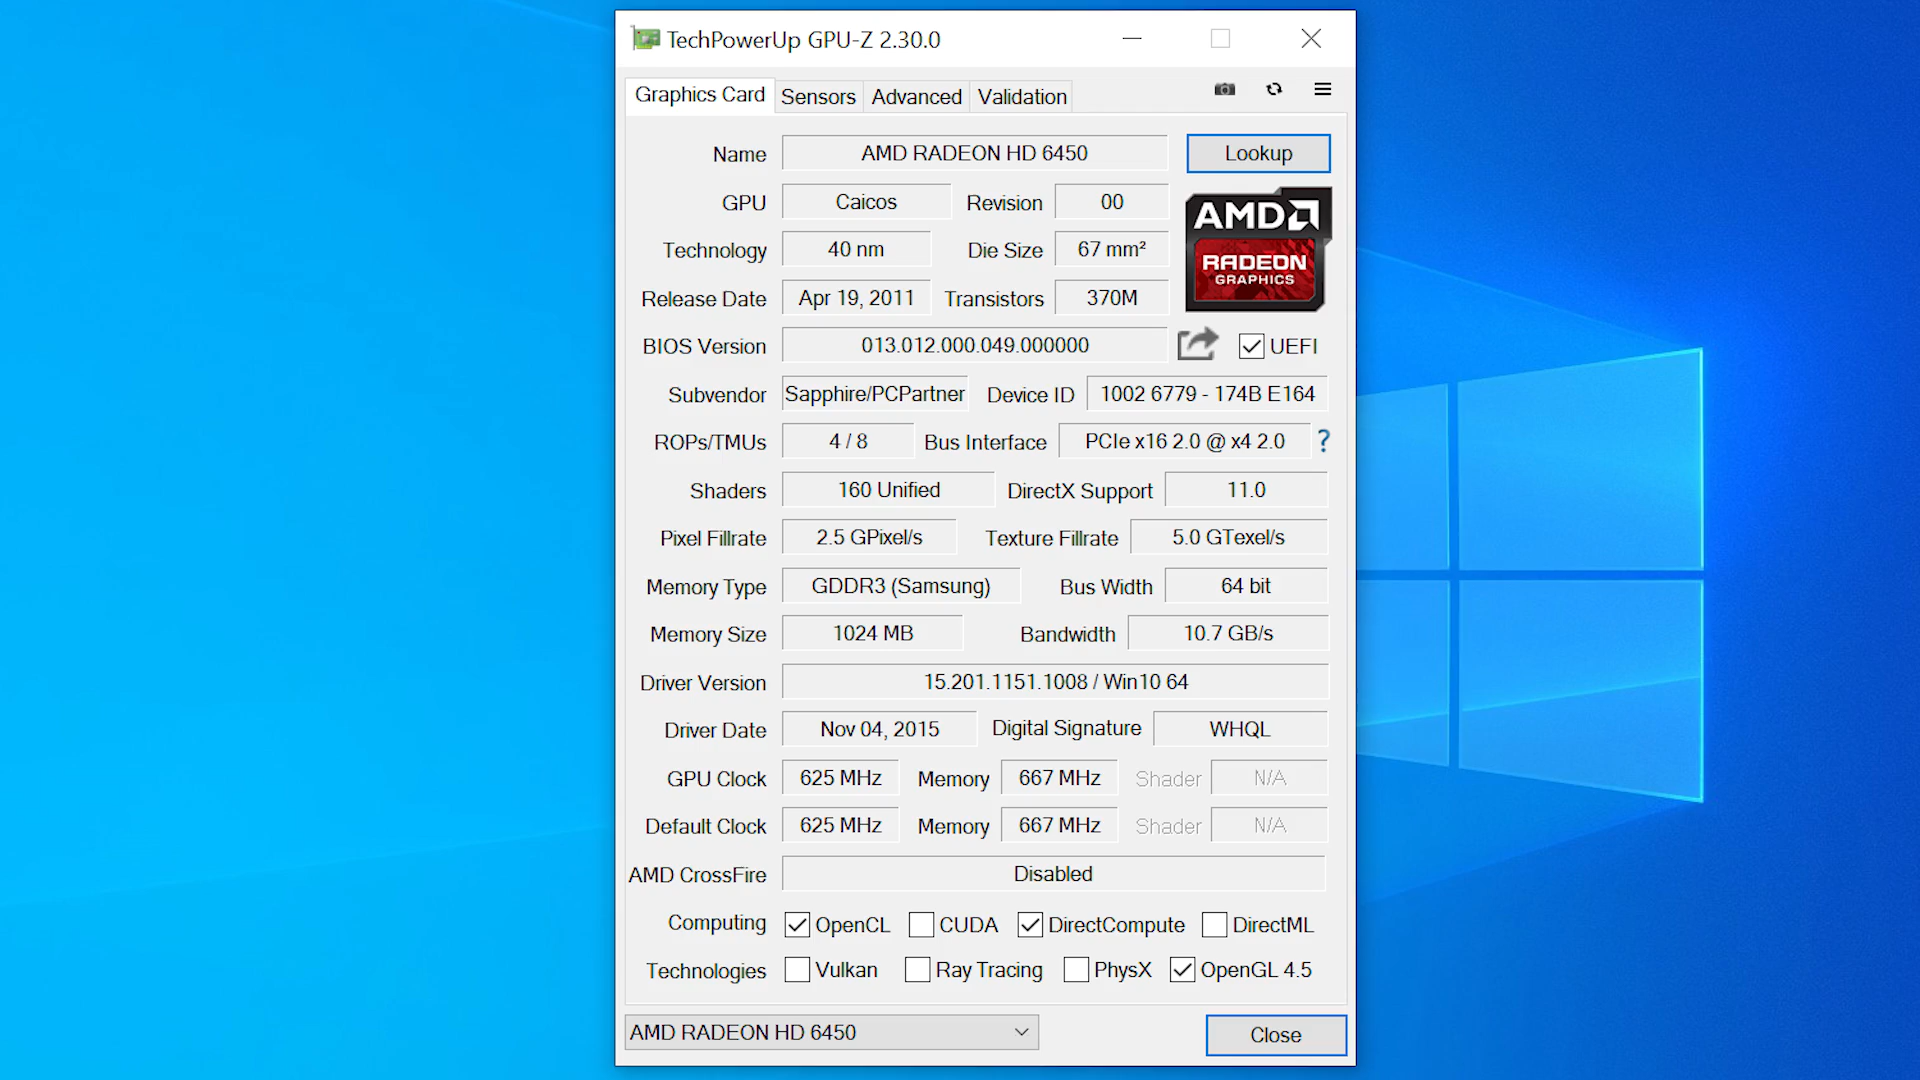 TechPowerUp GPU-Z 2.30.0
Graphics Card Sensors Advanced Validation
Name AMD RADEON HD 6450 Lookup
GPU Caicos Revision 00
AMD
RADEON
GRAPHICS
Technology 40 nm Die Size 67 mm²
Release Date Apr 19, 2011 Transistors 370M
BIOS Version 013.012.000.049.000000 UEFI
Subvendor Sapphire/PCPartner Device ID 1002 6779 - 174B E164
ROPs/TMUs 4 / 8 Bus Interface PCIe x16 2.0 @ x4 2.0 ?
Shaders 160 Unified DirectX Support 11.0
Pixel Fillrate 2.5 GPixel/s Texture Fillrate 5.0 GTexel/s
Memory Type GDDR3 (Samsung) Bus Width 64 bit
Memory Size 1024 MB Bandwidth 10.7 GB/s
Driver Version 15.201.1151.1008 / Win10 64
Driver Date Nov 04, 2015 Digital Signature WHQL
GPU Clock 625 MHz Memory 667 MHz Shader N/A
Default Clock 625 MHz Memory 667 MHz Shader N/A
AMD CrossFire Disabled
Computing OpenCL CUDA DirectCompute DirectML
Technologies Vulkan Ray Tracing PhysX OpenGL 4.5
AMD RADEON HD 6450 Close